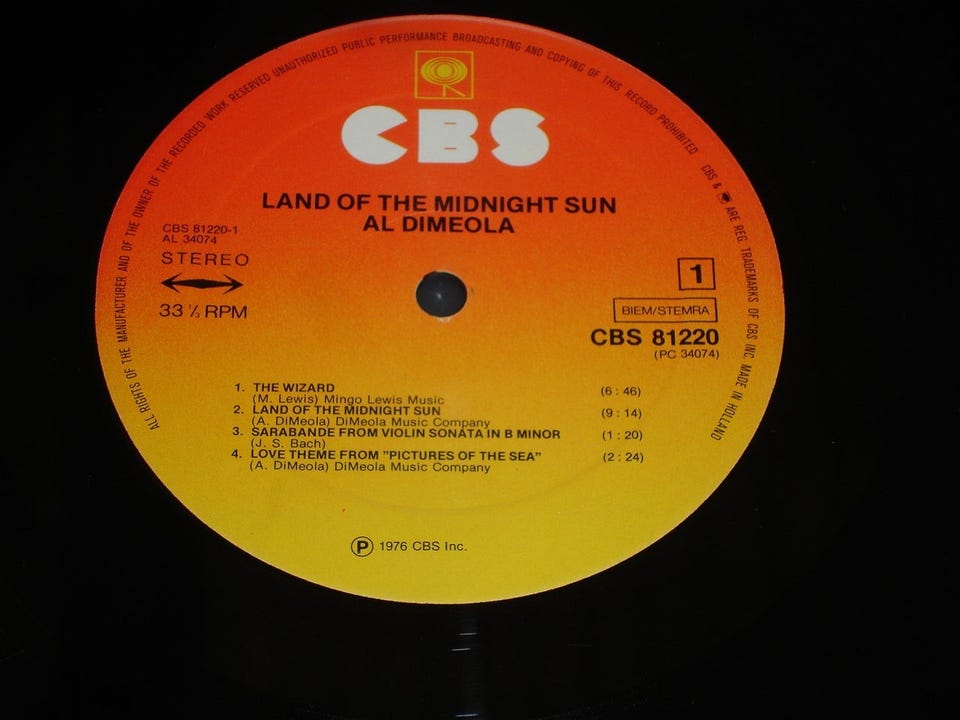 ALL RIGHTS OF THE MANUFACTURER AND OF THE OWNER OF THE RECORDED WORK RESERVED UNAUTHORIZED PUBLIC PERFORMANCE BROADCASTING AND COPYING OF THIS RECORD PROHIBITED
CBS & ARE REG. TRADEMARKS OF CBS INC. MADE IN HOLLAND
CBS
LAND OF THE MIDNIGHT SUN
AL DIMEOLA
CBS 81220-1
AL 34074
STEREO
33 ⅓ RPM
1
BIEM/STEMRA
CBS 81220
(PC 34074)
1. THE WIZARD (6 : 46)
(M. Lewis) Mingo Lewis Music
2. LAND OF THE MIDNIGHT SUN (9 : 14)
(A. DiMeola) DiMeola Music Company
3. SARABANDE FROM VIOLIN SONATA IN B MINOR (1 : 20)
(J. S. Bach)
4. LOVE THEME FROM "PICTURES OF THE SEA" (2 : 24)
(A. DiMeola) DiMeola Music Company
Ⓟ 1976 CBS Inc.